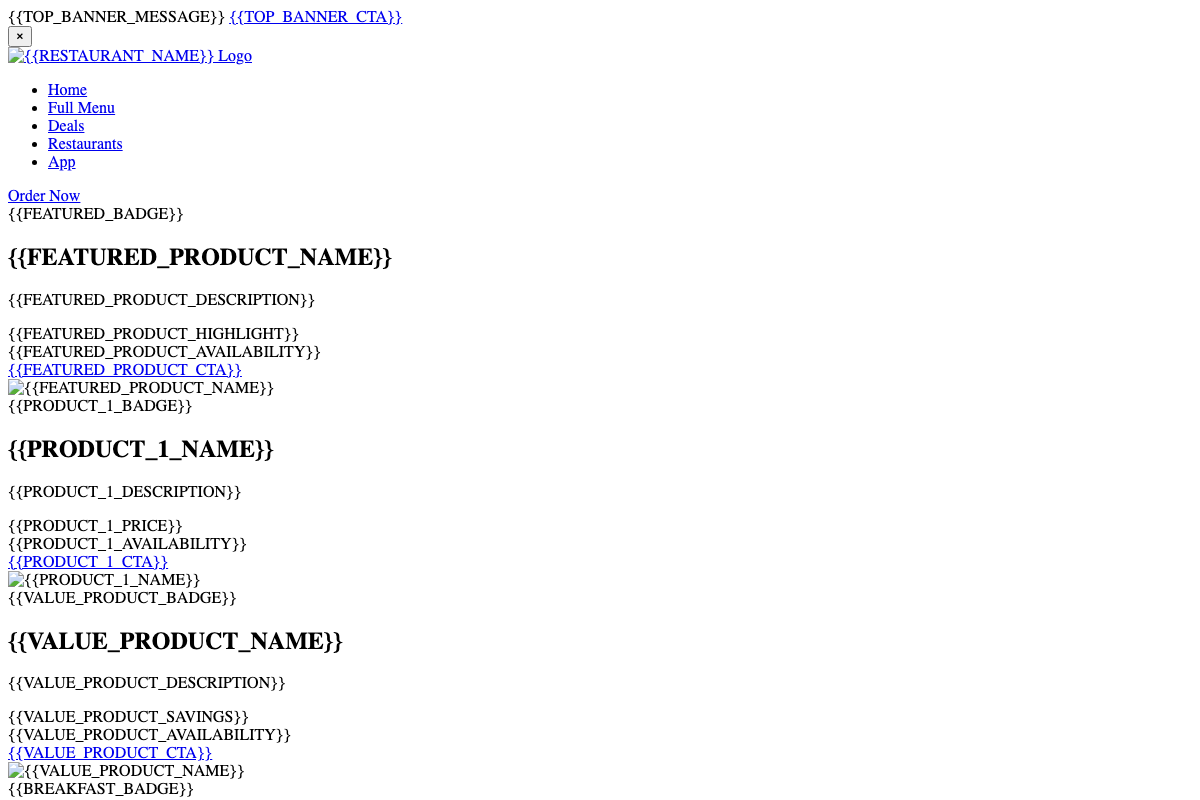 {{TOP_BANNER_MESSAGE}} {{TOP_BANNER_CTA}}
×
{{RESTAURANT_NAME}} Logo
Home
Full Menu
Deals
Restaurants
App
Order Now
{{FEATURED_BADGE}}
{{FEATURED_PRODUCT_NAME}}
{{FEATURED_PRODUCT_DESCRIPTION}}
{{FEATURED_PRODUCT_HIGHLIGHT}}
{{FEATURED_PRODUCT_AVAILABILITY}}
{{FEATURED_PRODUCT_CTA}}
{{FEATURED_PRODUCT_NAME}}
{{PRODUCT_1_BADGE}}
{{PRODUCT_1_NAME}}
{{PRODUCT_1_DESCRIPTION}}
{{PRODUCT_1_PRICE}}
{{PRODUCT_1_AVAILABILITY}}
{{PRODUCT_1_CTA}}
{{PRODUCT_1_NAME}}
{{VALUE_PRODUCT_BADGE}}
{{VALUE_PRODUCT_NAME}}
{{VALUE_PRODUCT_DESCRIPTION}}
{{VALUE_PRODUCT_SAVINGS}}
{{VALUE_PRODUCT_AVAILABILITY}}
{{VALUE_PRODUCT_CTA}}
{{VALUE_PRODUCT_NAME}}
{{BREAKFAST_BADGE}}